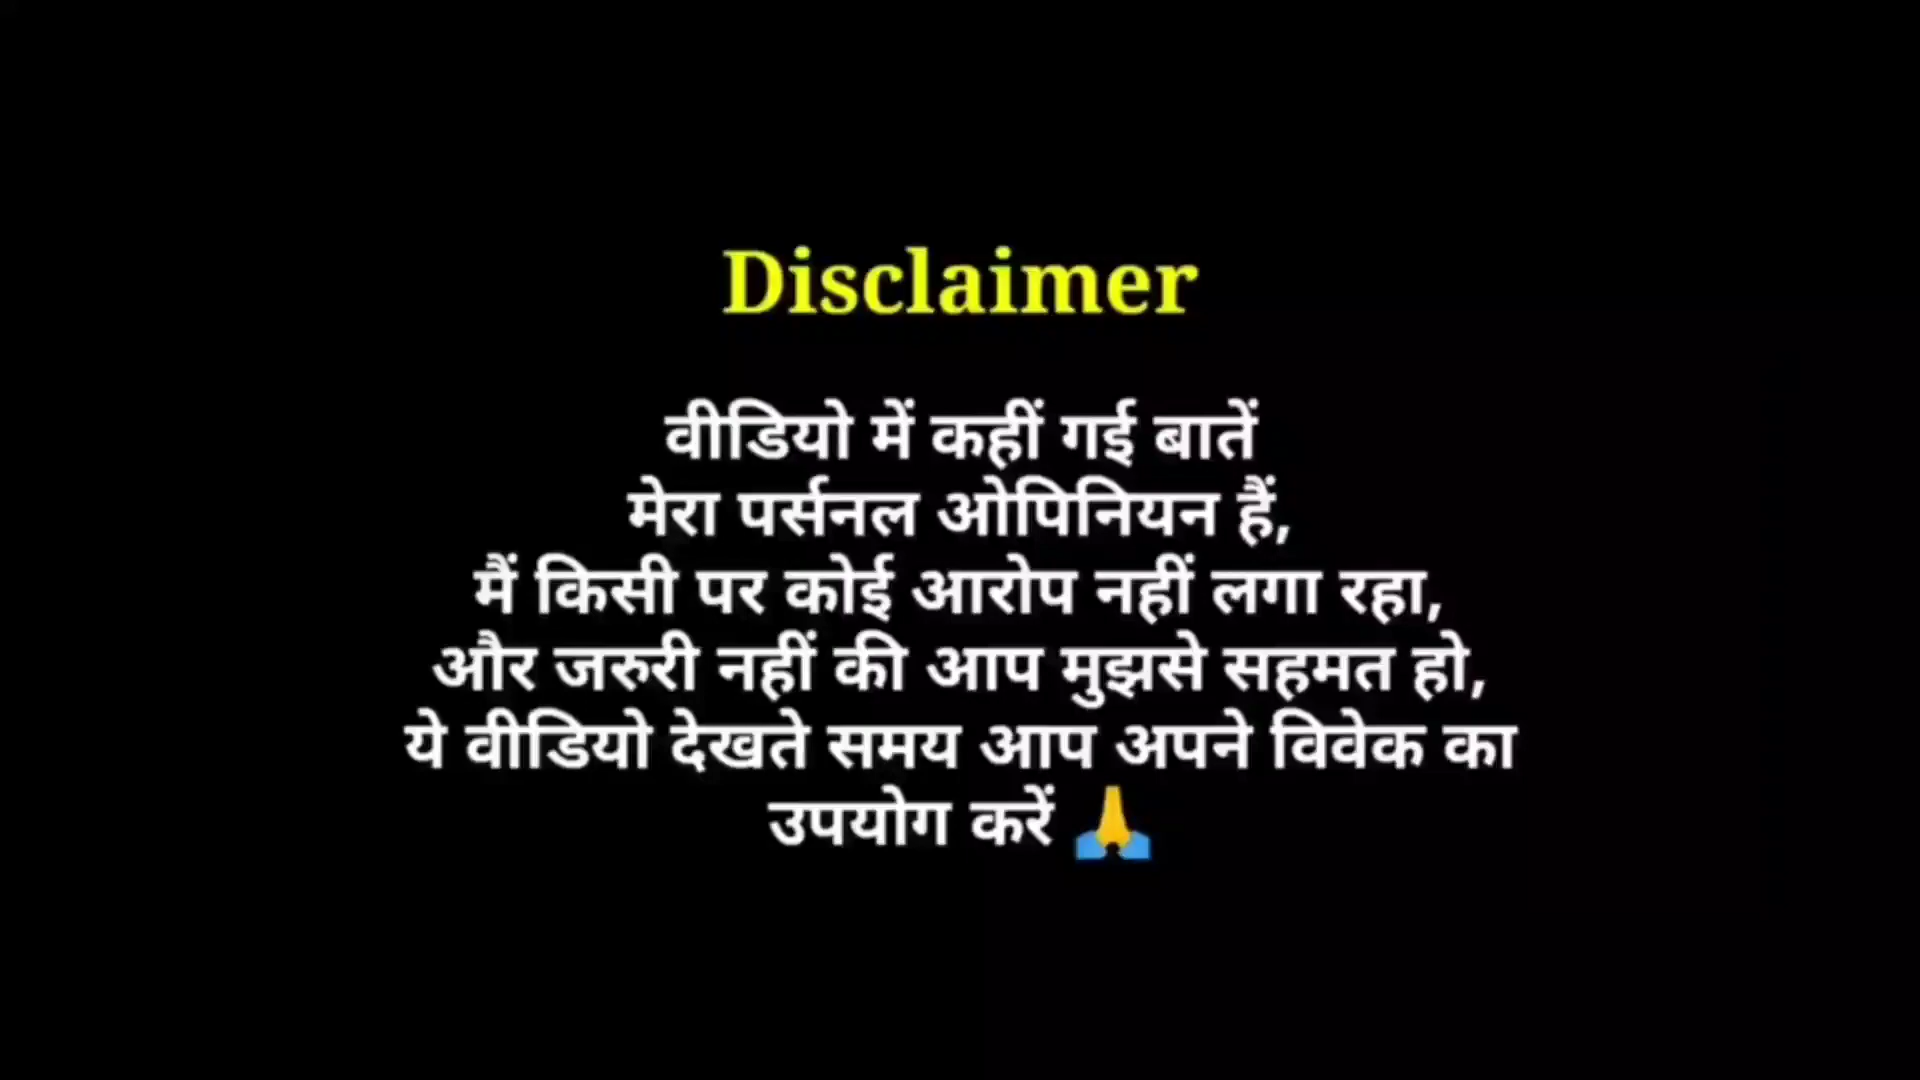 Disclaimer
वीडियो में कहीं गई बातें
मेरा पर्सनल ओपिनियन हैं,
मैं किसी पर कोई आरोप नहीं लगा रहा,
और जरुरी नहीं की आप मुझसे सहमत हो,
ये वीडियो देखते समय आप अपने विवेक का
उपयोग करें 🙏